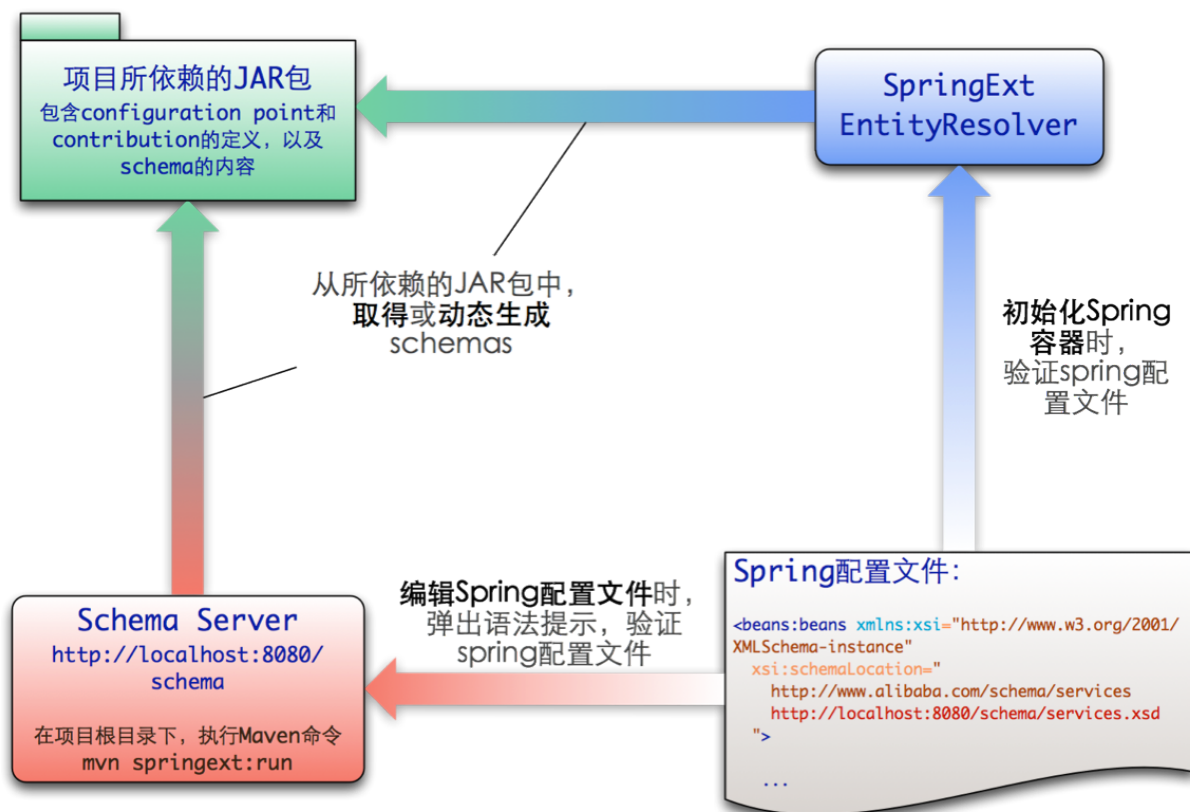 项目所依赖的JAR包
包含configuration point和
contribution的定义，以及
schema的内容
SpringExt
EntityResolver
从所依赖的JAR包中，
取得或动态生成
schemas
初始化Spring
容器时，
验证spring配
置文件
编辑Spring配置文件时，
弹出语法提示，验证
spring配置文件
Schema Server
http://localhost:8080/
schema
在项目根目录下，执行Maven命令
mvn springext:run
Spring配置文件：
<beans:beans xmlns:xsi="http://www.w3.org/2001/
XMLSchema-instance"
xsi:schemaLocation="
http://www.alibaba.com/schema/services
http://localhost:8080/schema/services.xsd
">
...